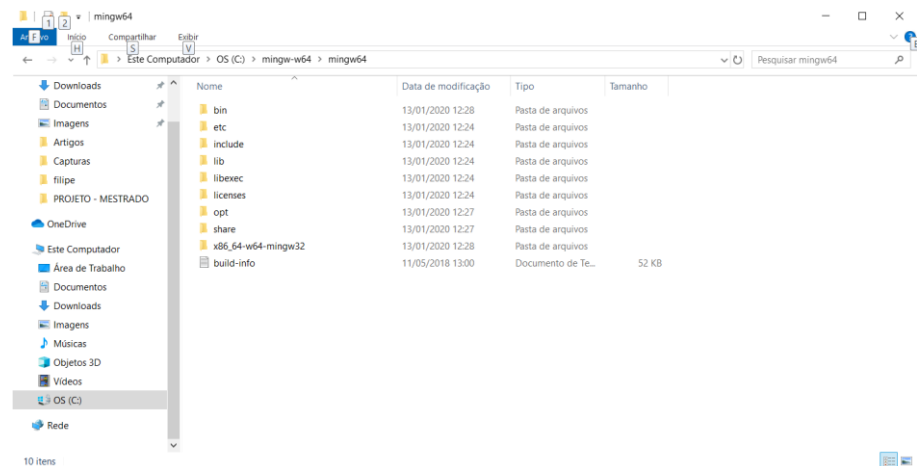 1 2 mingw64
Ar F vo Início Compartilhar Exibir
H S V
Este Computador > OS (C:) > mingw-w64 > mingw64 Pesquisar mingw64
Downloads
Documentos
Imagens
Artigos
Capturas
filipe
PROJETO - MESTRADO
OneDrive
Este Computador
Área de Trabalho
Documentos
Downloads
Imagens
Músicas
Objetos 3D
Vídeos
OS (C:)
Rede
Nome Data de modificação Tipo Tamanho
bin 13/01/2020 12:28 Pasta de arquivos
etc 13/01/2020 12:24 Pasta de arquivos
include 13/01/2020 12:24 Pasta de arquivos
lib 13/01/2020 12:24 Pasta de arquivos
libexec 13/01/2020 12:24 Pasta de arquivos
licenses 13/01/2020 12:24 Pasta de arquivos
opt 13/01/2020 12:27 Pasta de arquivos
share 13/01/2020 12:27 Pasta de arquivos
x86_64-w64-mingw32 13/01/2020 12:28 Pasta de arquivos
build-info 11/05/2018 13:00 Documento de Te... 52 KB
10 itens